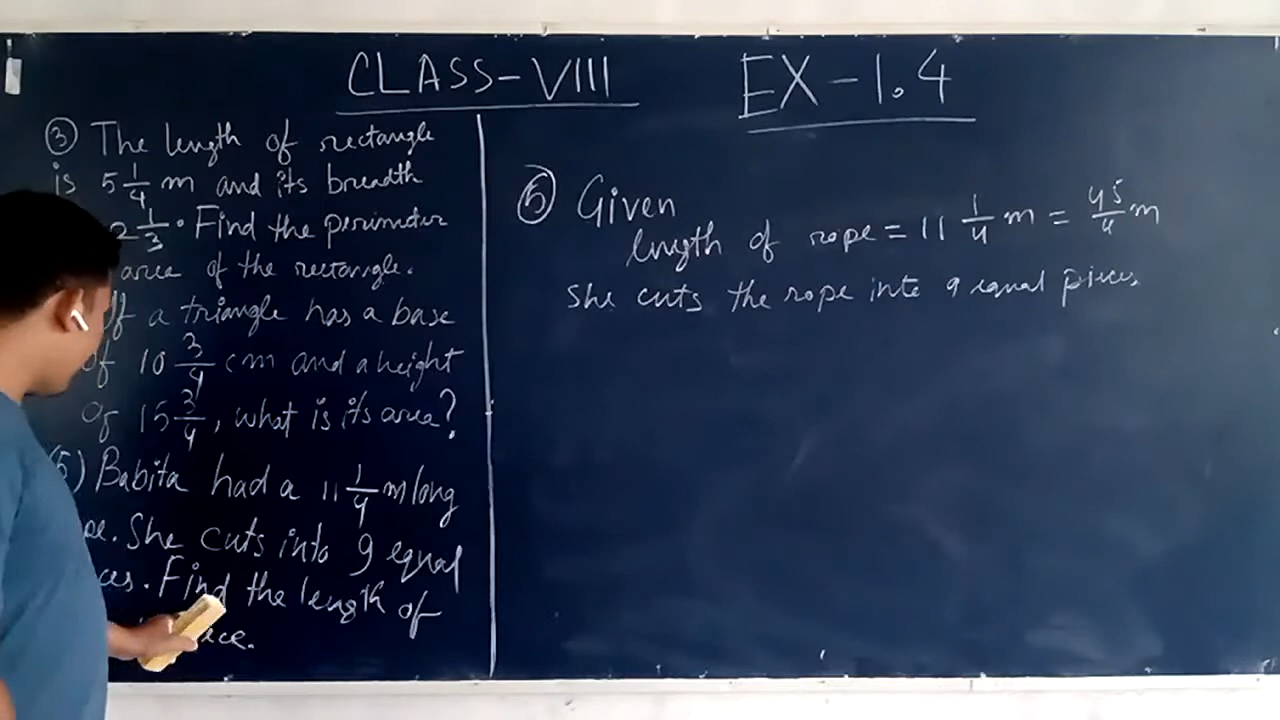 CLASS-VIII
EX-1.4
③ The length of rectangle
is 5 1/4 m and its breadth
2 1/3. Find the perimeter
area of the rectangle.
If a triangle has a base
of 10 3/4 cm and a height
of 15 3/4, what is its area?
5) Babita had a 11 1/4 m long
pe. She cuts into 9 equal
ces. Find the length of
ece.
⑤ Given
length of rope = 11 1/4 m = 45/4 m
She cuts the rope into 9 equal pieces.